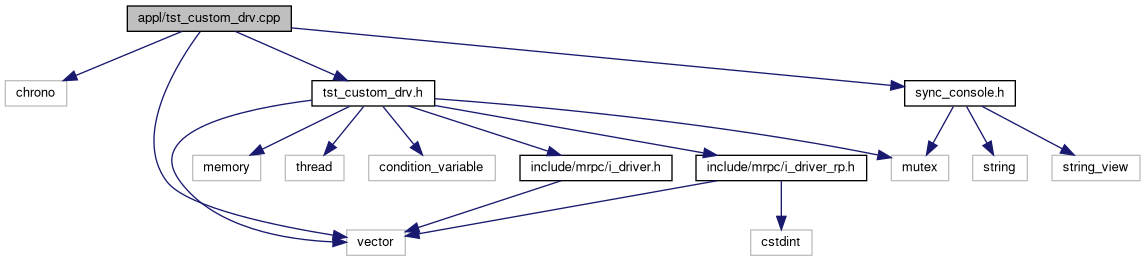 appl/tst_custom_drv.cpp
chrono
tst_custom_drv.h
sync_console.h
memory
thread
condition_variable
include/mrpc/i_driver.h
include/mrpc/i_driver_rp.h
mutex
string
string_view
vector
cstdint